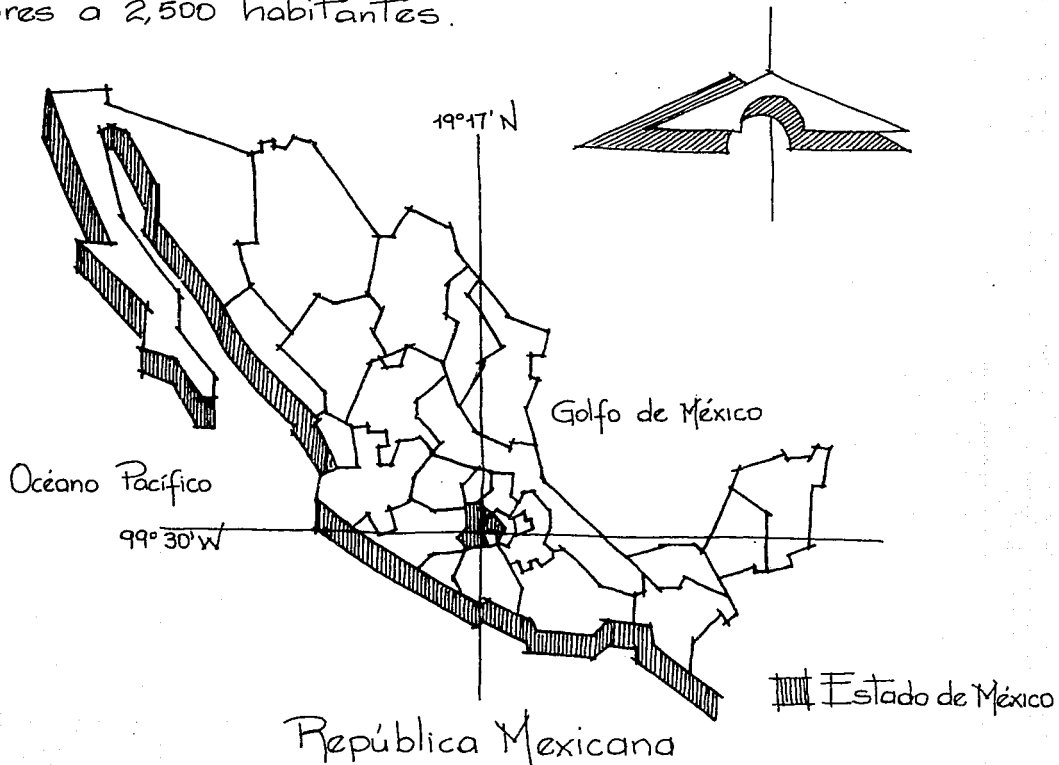 res a 2,500 habitantes.
19°17' N
Golfo de México
Océano Pacífico
99° 30' W
Estado de México
República Mexicana